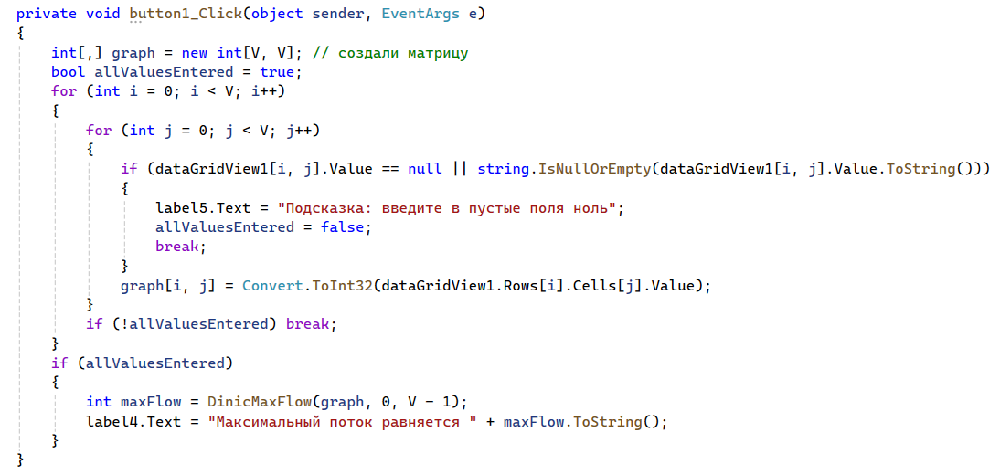 private void button1_Click(object sender, EventArgs e)
{
    int[,] graph = new int[V, V]; // создали матрицу
    bool allValuesEntered = true;
    for (int i = 0; i < V; i++)
    {
        for (int j = 0; j < V; j++)
        {
            if (dataGridView1[i, j].Value == null || string.IsNullOrEmpty(dataGridView1[i, j].Value.ToString()))
            {
                label5.Text = "Подсказка: введите в пустые поля ноль";
                allValuesEntered = false;
                break;
            }
            graph[i, j] = Convert.ToInt32(dataGridView1.Rows[i].Cells[j].Value);
        }
        if (!allValuesEntered) break;
    }
    if (allValuesEntered)
    {
        int maxFlow = DinicMaxFlow(graph, 0, V - 1);
        label4.Text = "Максимальный поток равняется " + maxFlow.ToString();
    }
}